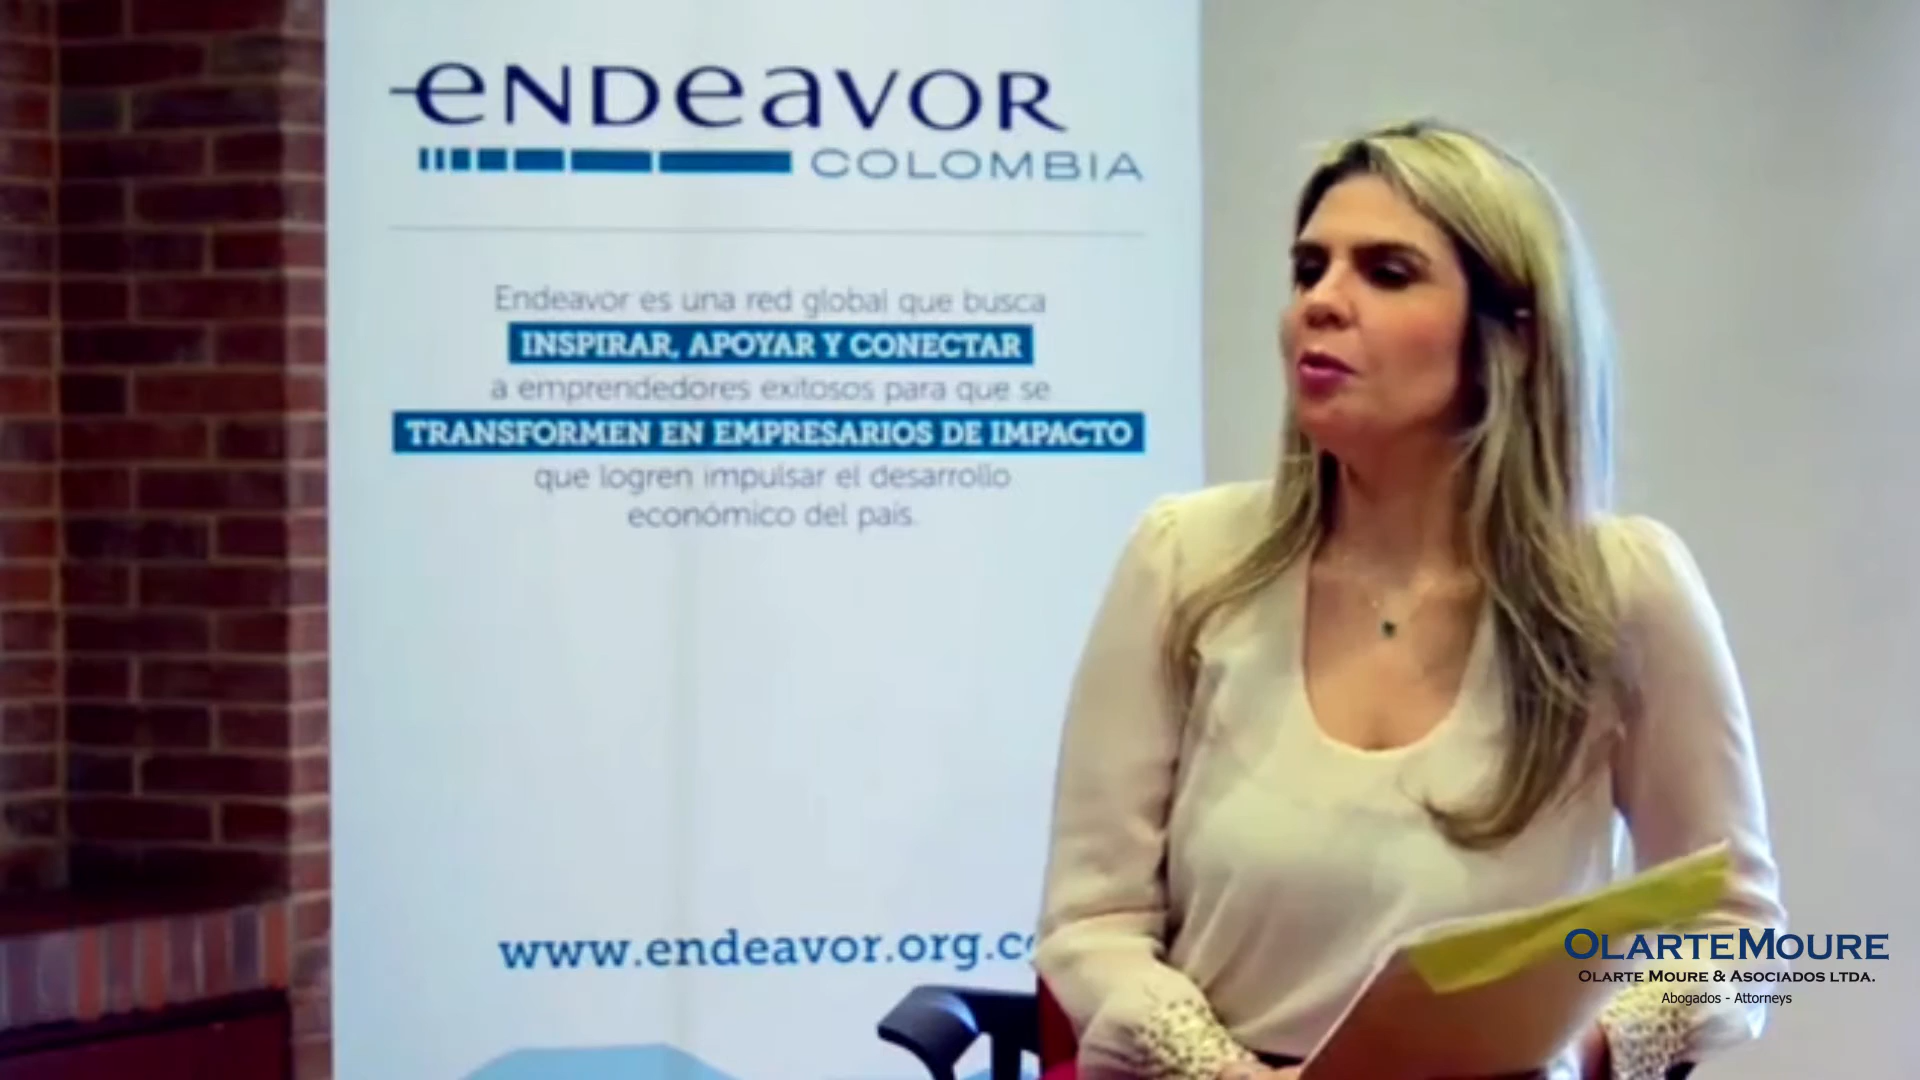 enDeavor
COLOMBIA
Endeavor es una red global que busca
INSPIRAR, APOYAR Y CONECTAR
a emprendedores exitosos para que se
TRANSFORMEN EN EMPRESARIOS DE IMPACTO
que logren impulsar el desarrollo
económico del país.
www.endeavor.org.co
OLARTEMOURE
OLARTE MOURE & ASOCIADOS LTDA.
Abogados - Attorneys